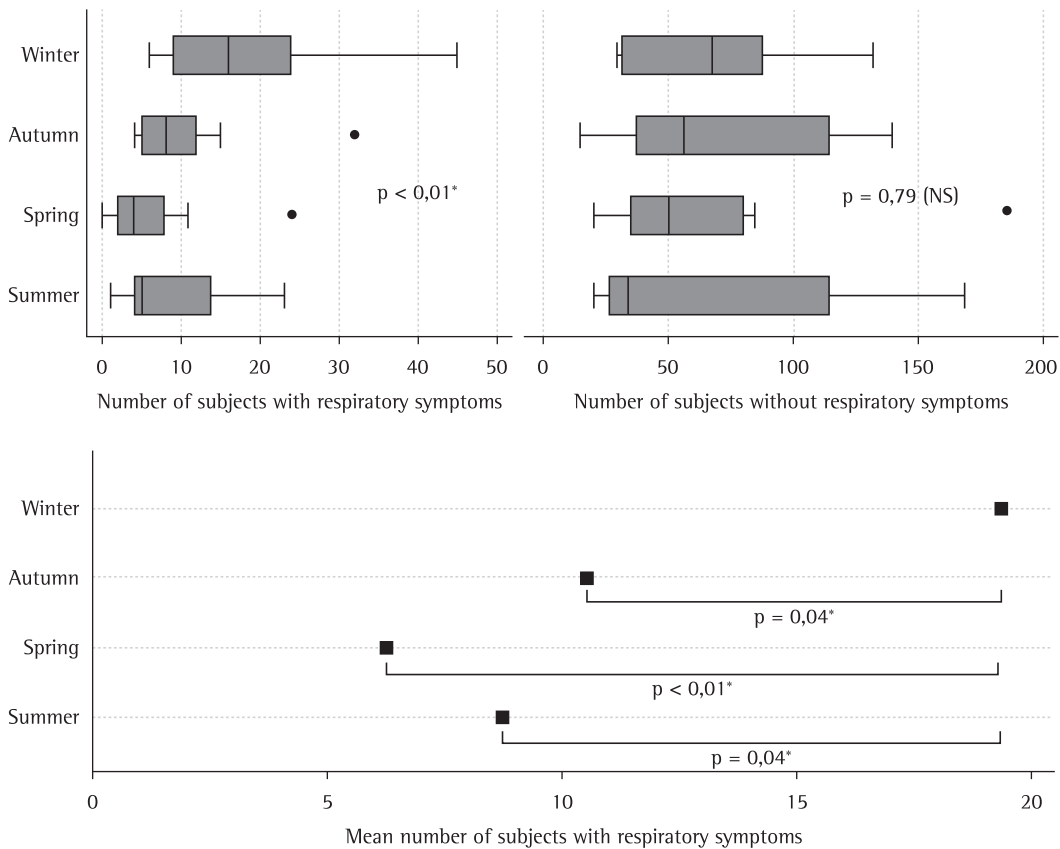 Winter
Autumn
p < 0,01*
p = 0,79 (NS)
Spring
Summer
0 10 20 30 40 50
0 50 100 150 200
Number of subjects with respiratory symptoms
Number of subjects without respiratory symptoms
Winter
Autumn
p = 0,04*
Spring
p < 0,01*
Summer
p = 0,04*
0 5 10 15 20
Mean number of subjects with respiratory symptoms